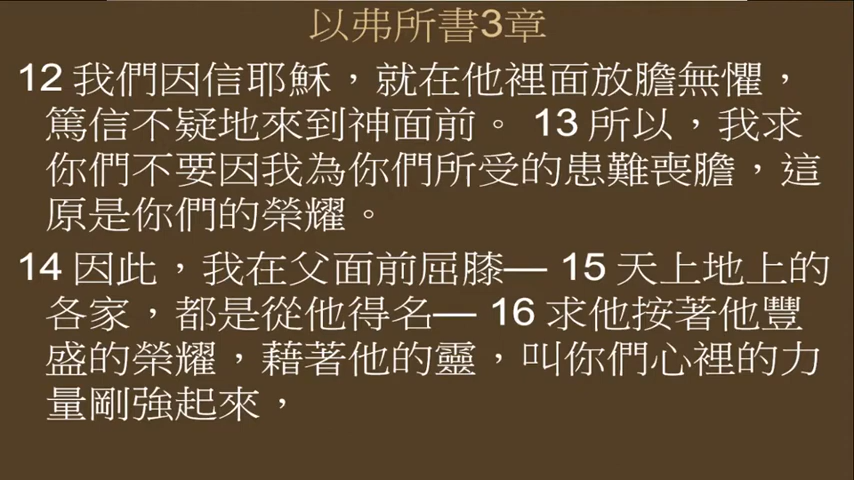 以弗所書3章
12 我們因信耶穌，就在他裡面放膽無懼，
篤信不疑地來到神面前。 13 所以，我求
你們不要因我為你們所受的患難喪膽，這
原是你們的榮耀。
14 因此，我在父面前屈膝— 15 天上地上的
各家，都是從他得名— 16 求他按著他豐
盛的榮耀，藉著他的靈，叫你們心裡的力
量剛強起來，